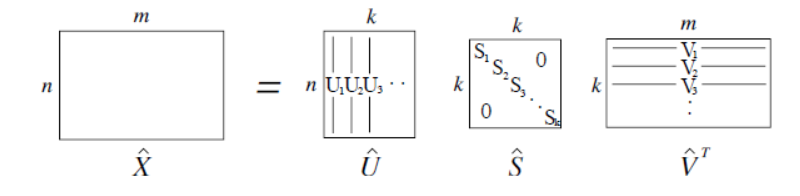 m
n
=
k
n
U₁U₂U₃ · ·
k
k
S₁
S₂
S₃
· .
Sₖ
0
0
m
k
V₁
V₂
V₃
:
X̂
Û
Ŝ
V̂ᵀ